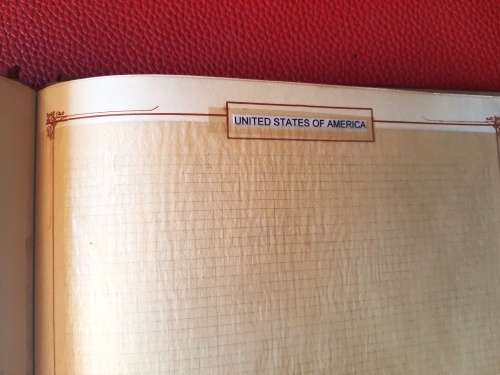 UNITED STATES OF AMERICA